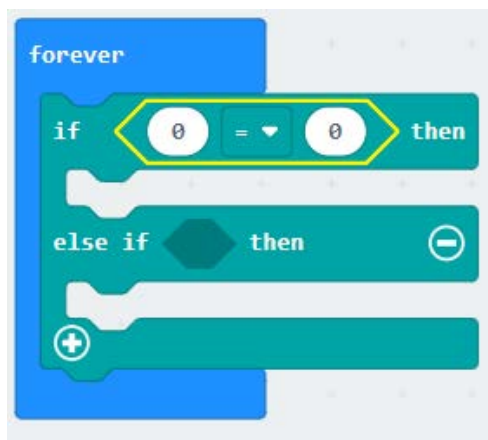 forever
if 0 = 0 then
else if then